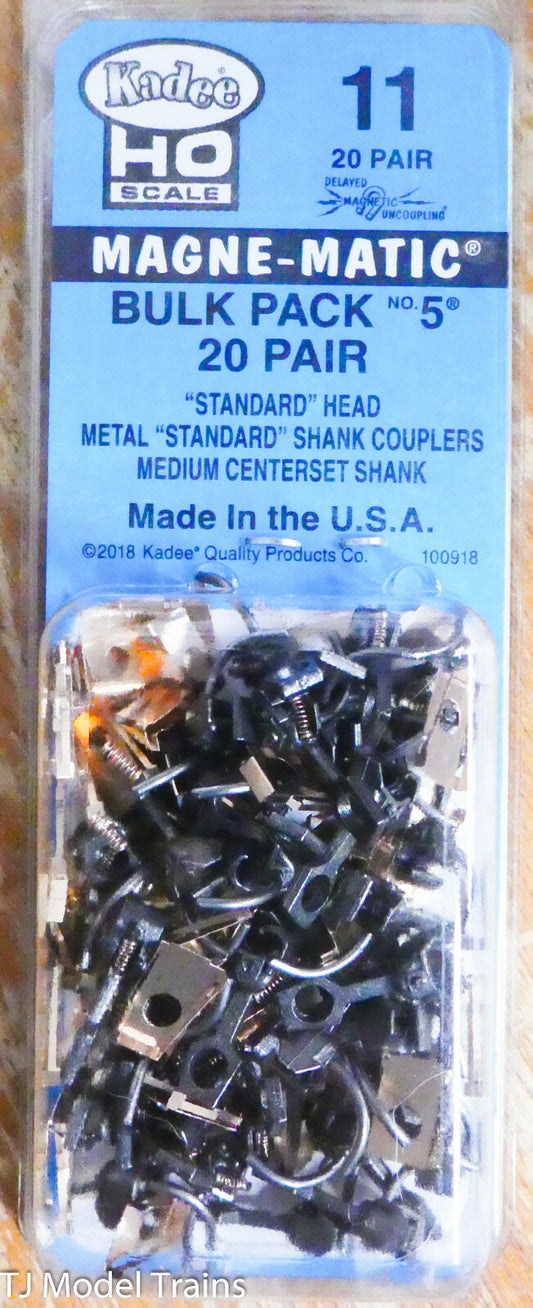 Kadee®
HO
SCALE
11
20 PAIR
DELAYED
MAGNETIC
UNCOUPLING®
MAGNE-MATIC®
BULK PACK NO. 5®
20 PAIR
"STANDARD" HEAD
METAL "STANDARD" SHANK COUPLERS
MEDIUM CENTERSET SHANK
Made In the U.S.A.
©2018 Kadee® Quality Products Co. 100918
TJ Model Trains